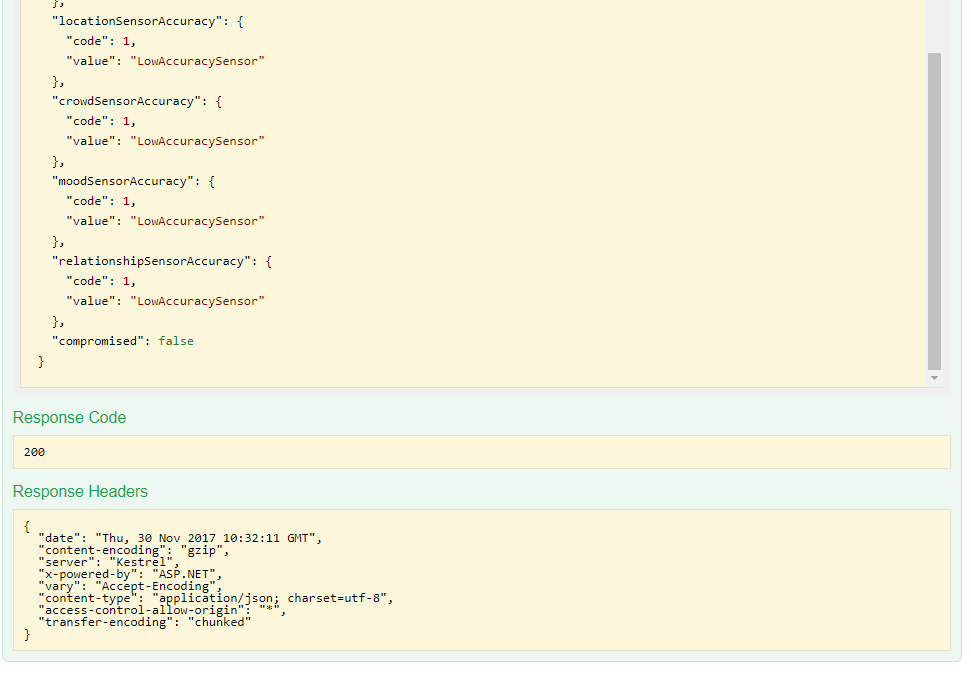 },
"locationSensorAccuracy": {
"code": 1,
"value": "LowAccuracySensor"
},
"crowdSensorAccuracy": {
"code": 1,
"value": "LowAccuracySensor"
},
"moodSensorAccuracy": {
"code": 1,
"value": "LowAccuracySensor"
},
"relationshipSensorAccuracy": {
"code": 1,
"value": "LowAccuracySensor"
},
"compromised": false
}
Response Code
200
Response Headers
{
"date": "Thu, 30 Nov 2017 10:32:11 GMT",
"content-encoding": "gzip",
"server": "Kestrel",
"x-powered-by": "ASP.NET",
"vary": "Accept-Encoding",
"content-type": "application/json; charset=utf-8",
"access-control-allow-origin": "*",
"transfer-encoding": "chunked"
}